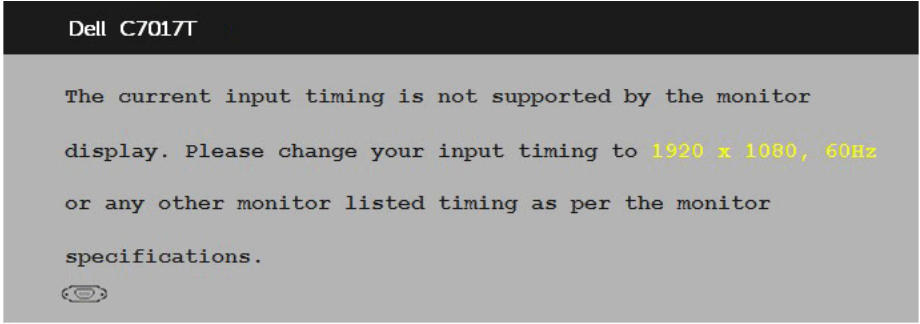 Dell C7017T
The current input timing is not supported by the monitor
display. Please change your input timing to 1920 x 1080, 60Hz
or any other monitor listed timing as per the monitor
specifications.